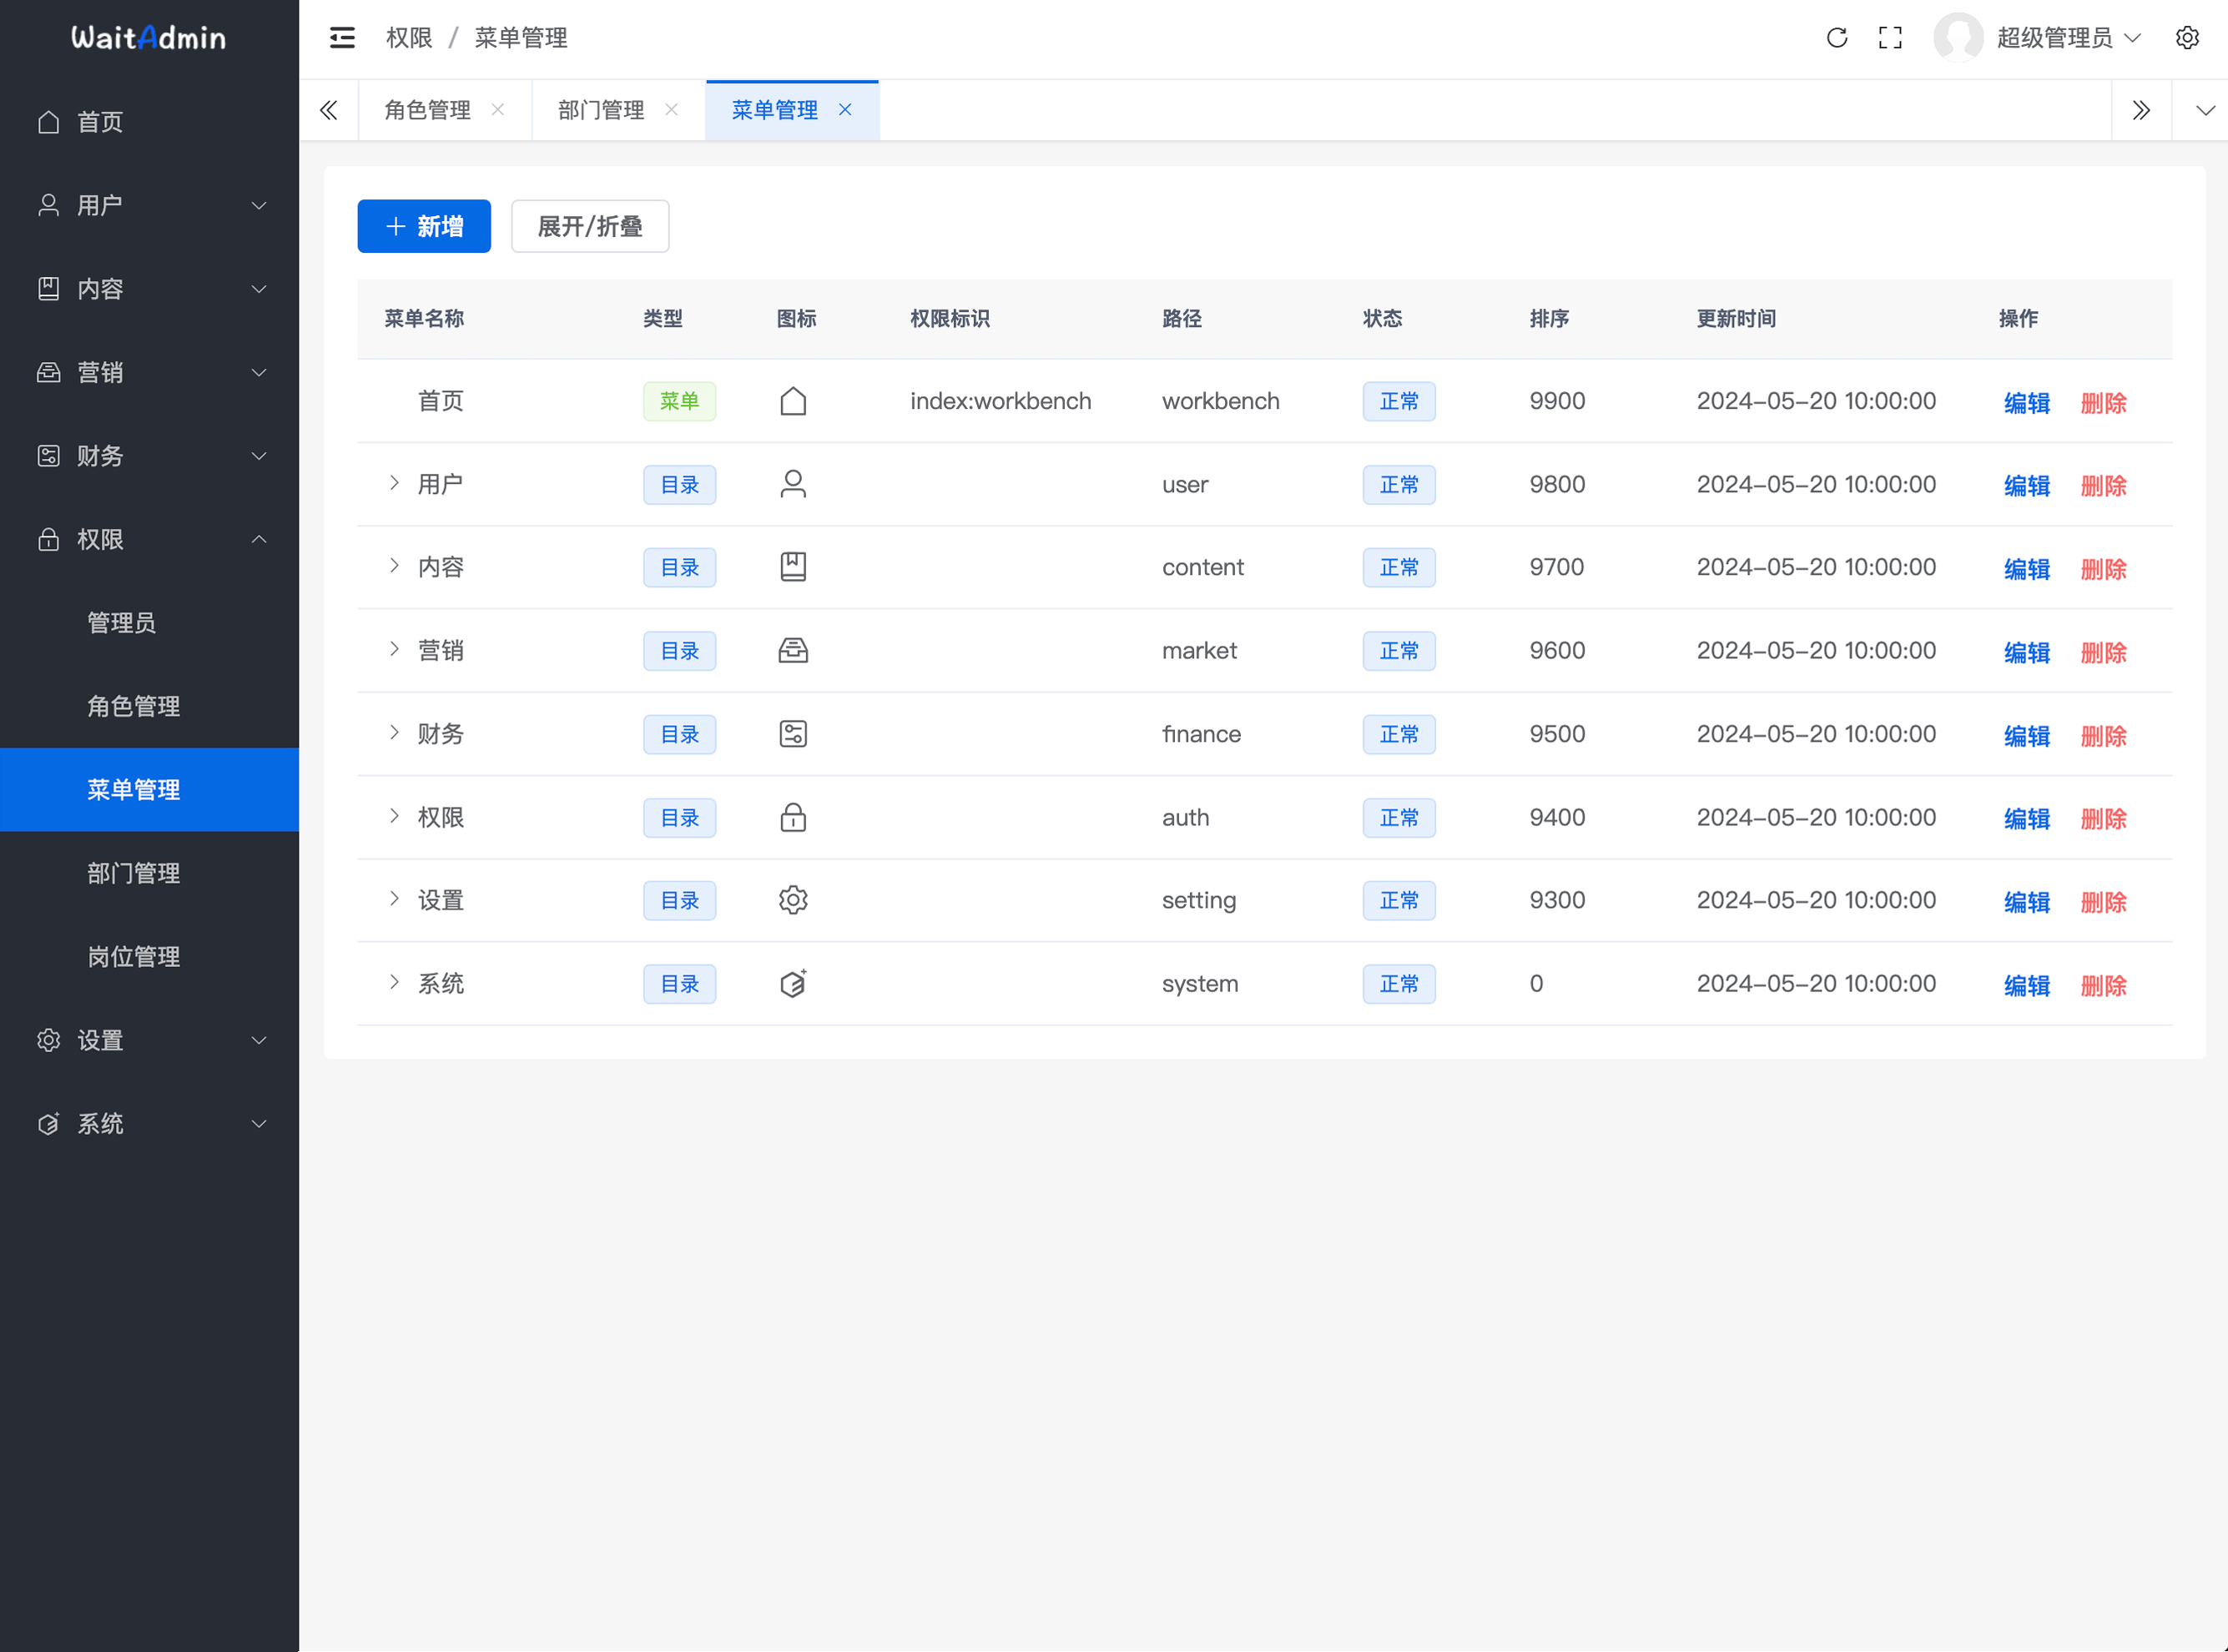 WaitAdmin
首页
用户
内容
营销
财务
权限
管理员
角色管理
菜单管理
部门管理
岗位管理
设置
系统
权限 / 菜单管理
超级管理员
角色管理
部门管理
菜单管理
新增
展开/折叠
菜单名称 类型 图标 权限标识 路径 状态 排序 更新时间 操作
首页 菜单 index:workbench workbench 正常 9900 2024-05-20 10:00:00 编辑 删除
用户 目录 user 正常 9800 2024-05-20 10:00:00 编辑 删除
内容 目录 content 正常 9700 2024-05-20 10:00:00 编辑 删除
营销 目录 market 正常 9600 2024-05-20 10:00:00 编辑 删除
财务 目录 finance 正常 9500 2024-05-20 10:00:00 编辑 删除
权限 目录 auth 正常 9400 2024-05-20 10:00:00 编辑 删除
设置 目录 setting 正常 9300 2024-05-20 10:00:00 编辑 删除
系统 目录 system 正常 0 2024-05-20 10:00:00 编辑 删除